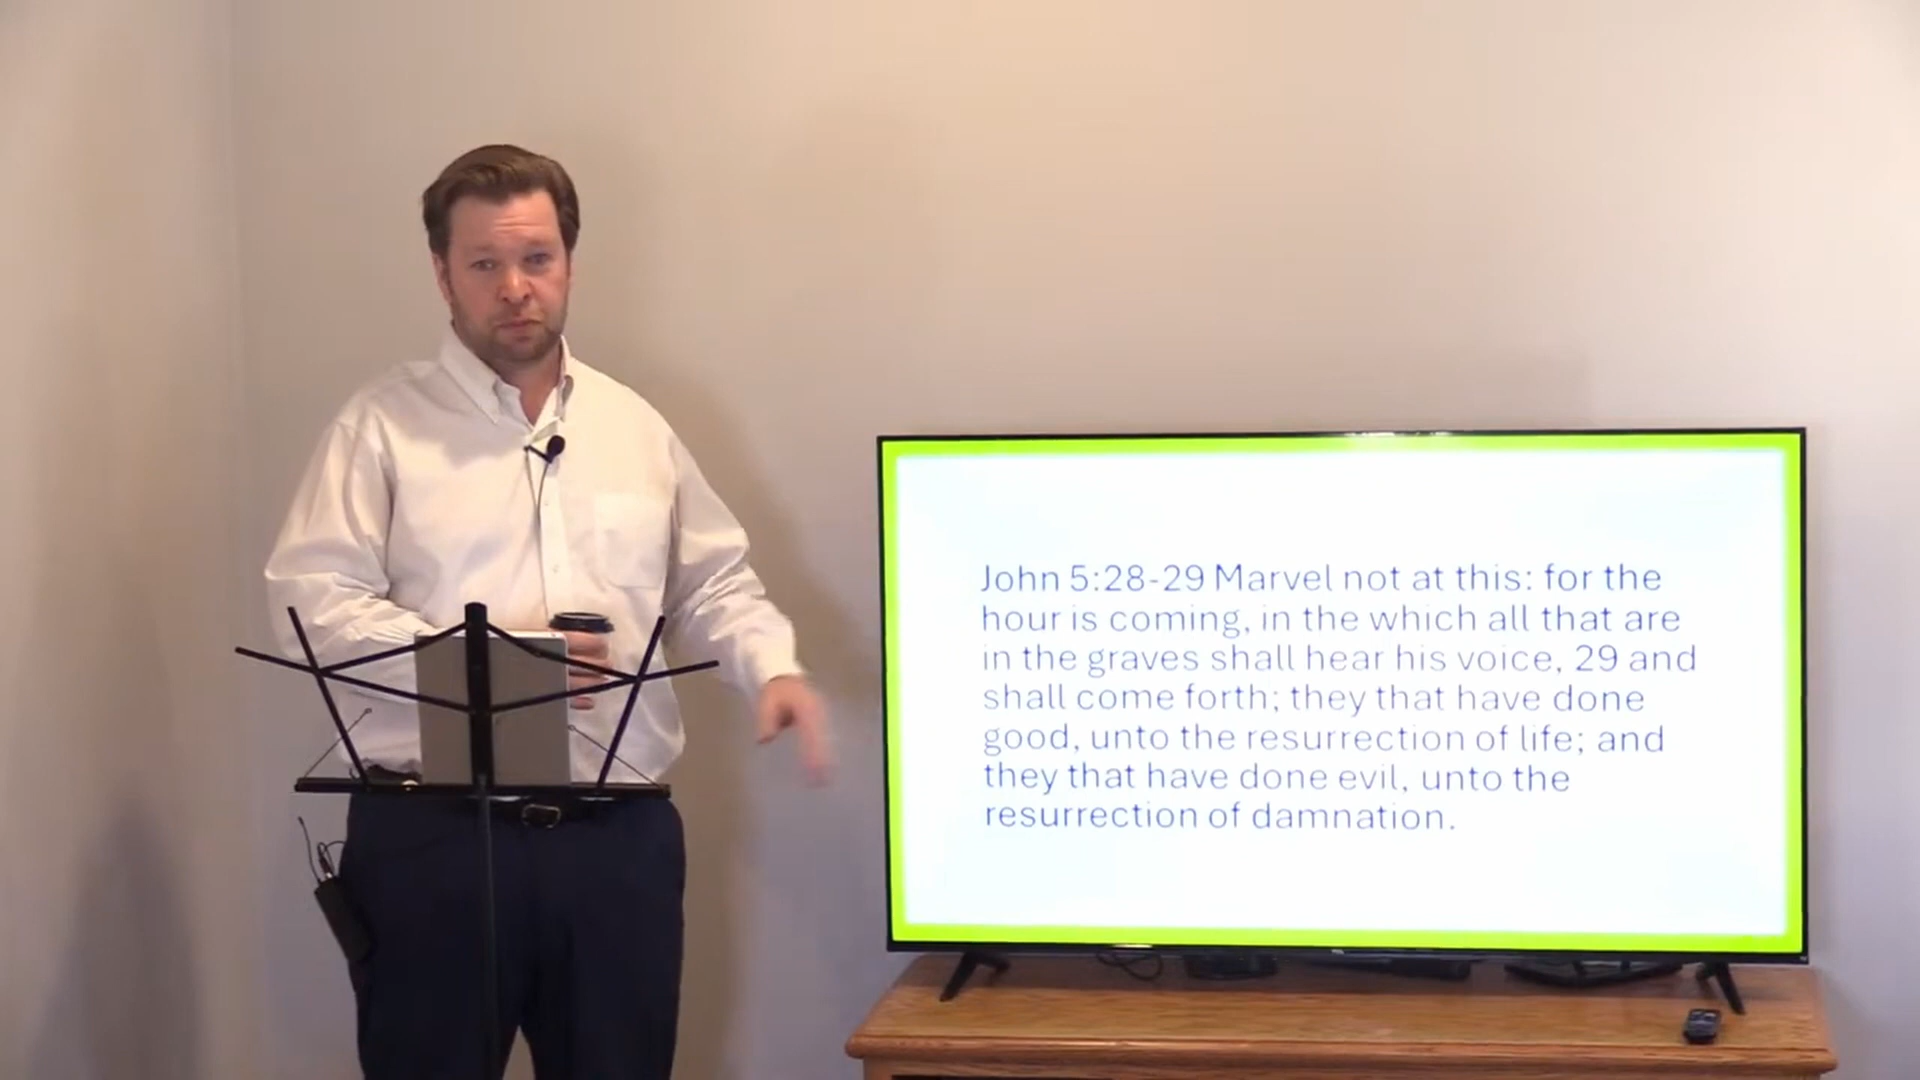 John 5:28-29 Marvel not at this: for the
hour is coming, in the which all that are
in the graves shall hear his voice, 29 and
shall come forth; they that have done
good, unto the resurrection of life; and
they that have done evil, unto the
resurrection of damnation.